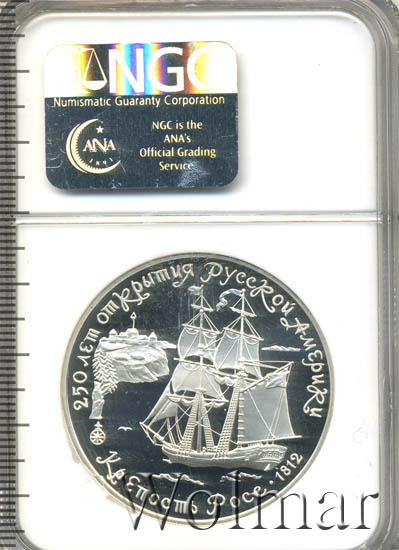 NGC
Numismatic Guaranty Corporation
NGC is the
ANA's
Official Grading
Service
ANA
1891
250 лет открытия Русской Америки
Крепость Росс · 1812
Wolmar